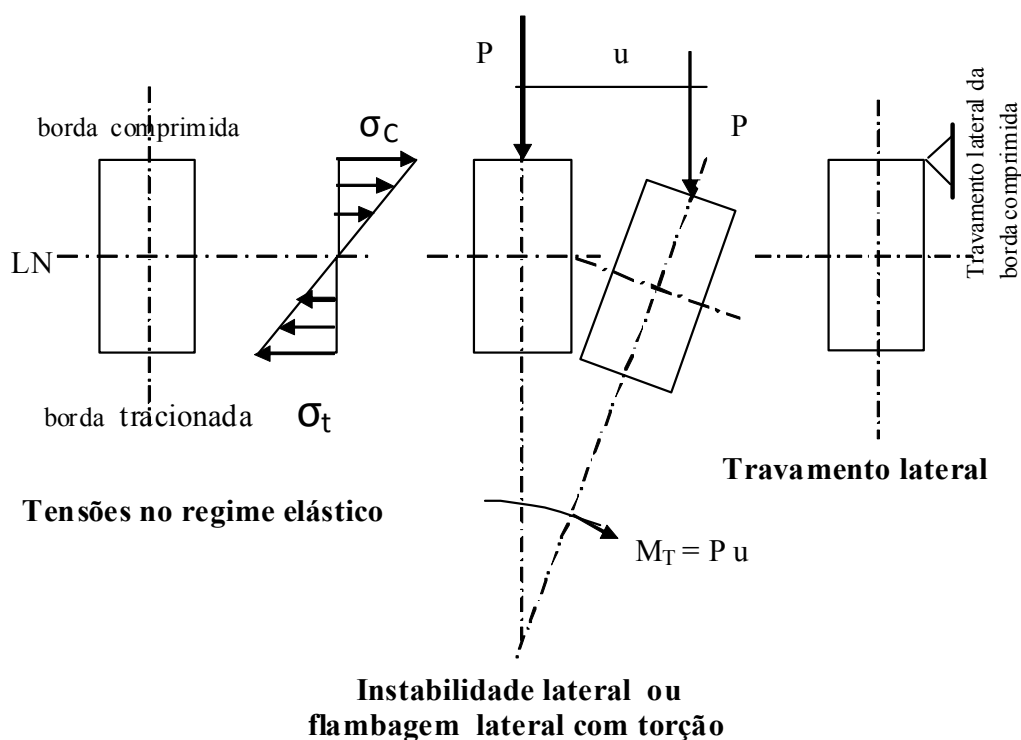 P
u
P
borda comprimida
σC
LN
borda tracionada
σt
Travamento lateral da
borda comprimida
Travamento lateral
Tensões no regime elástico
MT = P u
Instabilidade lateral ou
flambagem lateral com torção